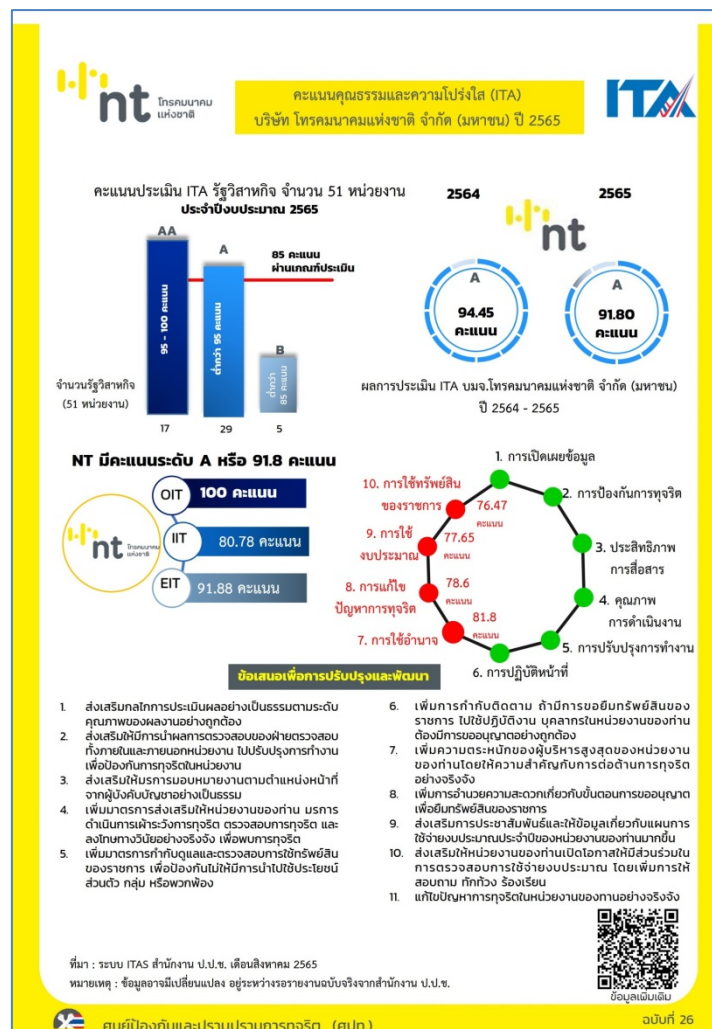 nt โทรคมนาคม
แห่งชาติ
คะแนนคุณธรรมและความโปร่งใส (ITA)
บริษัท โทรคมนาคมแห่งชาติ จำกัด (มหาชน) ปี 2565
ITA
คะแนนประเมิน ITA รัฐวิสาหกิจ จำนวน 51 หน่วยงาน
ประจำปีงบประมาณ 2565
AA
A
B
85 คะแนน
ผ่านเกณฑ์ประเมิน
95 - 100 คะแนน
ต่ำกว่า 95 คะแนน
ต่ำกว่า
85 คะแนน
จำนวนรัฐวิสาหกิจ
(51 หน่วยงาน)
17
29
5
2564
2565
nt
A
94.45
คะแนน
A
91.80
คะแนน
ผลการประเมิน ITA บมจ.โทรคมนาคมแห่งชาติ จำกัด (มหาชน)
ปี 2564 - 2565
NT มีคะแนนระดับ A หรือ 91.8 คะแนน
nt โทรคมนาคม
แห่งชาติ
OIT
100 คะแนน
IIT
80.78 คะแนน
EIT
91.88 คะแนน
1. การเปิดเผยข้อมูล
2. การป้องกันการทุจริต
3. ประสิทธิภาพ
การสื่อสาร
4. คุณภาพ
การดำเนินงาน
5. การปรับปรุงการทำงาน
6. การปฏิบัติหน้าที่
7. การใช้อำนาจ
81.8
คะแนน
8. การแก้ไข
ปัญหาการทุจริต
78.6
คะแนน
9. การใช้
งบประมาณ
77.65
คะแนน
10. การใช้ทรัพย์สิน
ของราชการ
76.47
คะแนน
ข้อเสนอเพื่อการปรับปรุงและพัฒนา
1. ส่งเสริมกลไกการประเมินผลอย่างเป็นธรรมตามระดับ
คุณภาพของผลงานอย่างถูกต้อง
2. ส่งเสริมให้มีการนำผลการตรวจสอบของฝ่ายตรวจสอบ
ทั้งภายในและภายนอกหน่วยงาน ไปปรับปรุงการทำงาน
เพื่อป้องกันการทุจริตในหน่วยงาน
3. ส่งเสริมให้มรการมอบหมายงานตามตำแหน่งหน้าที่
จากผู้บังคับบัญชาอย่างเป็นธรรม
4. เพิ่มมาตรการส่งเสริมให้หน่วยงานของท่าน มรการ
ดำเนินการเฝ้าระวังการทุจริต ตรวจสอบการทุจริต และ
ลงโทษทางวินัยอย่างจริงจัง เพื่อพบการทุจริต
5. เพิ่มมาตรการกำกับดูแลและตรวจสอบการใช้ทรัพย์สิน
ของราชการ เพื่อป้องกันไม่ให้มีการนำไปใช้ประโยชน์
ส่วนตัว กลุ่ม หรือพวกพ้อง
6. เพิ่มการกำกับติดตาม ถ้ามีการขอยืมทรัพย์สินของ
ราชการ ไปใช้ปฏิบัติงาน บุคลากรในหน่วยงานของท่าน
ต้องมีการขออนุญาตอย่างถูกต้อง
7. เพิ่มความตระหนักของผู้บริหารสูงสุดของหน่วยงาน
ของท่านโดยให้ความสำคัญกับการต่อต้านการทุจริต
อย่างจริงจัง
8. เพิ่มการอำนวยความสะดวกเกี่ยวกับขั้นตอนการขออนุญาต
เพื่อยืมทรัพย์สินของราชการ
9. ส่งเสริมการประชาสัมพันธ์และให้ข้อมูลเกี่ยวกับแผนการ
ใช้จ่ายงบประมาณประจำปีของหน่วยงานของท่านมากขึ้น
10. ส่งเสริมให้หน่วยงานของท่านเปิดโอกาสให้มีส่วนร่วมใน
การตรวจสอบการใช้จ่ายงบประมาณ โดยเพิ่มการให้
สอบถาม ทักท้วง ร้องเรียน
11. แก้ไขปัญหาการทุจริตในหน่วยงานของทานอย่างจริงจัง
ที่มา : ระบบ ITAS สำนักงาน ป.ป.ช. เดือนสิงหาคม 2565
หมายเหตุ : ข้อมูลอาจมีเปลี่ยนแปลง อยู่ระหว่างรอรายงานฉบับจริงจากสำนักงาน ป.ป.ช.
ข้อมูลเพิ่มเติม
ศูนย์ป้องกันและปราบปรามการทุจริต (ศปท.)
ฉบับที่ 26